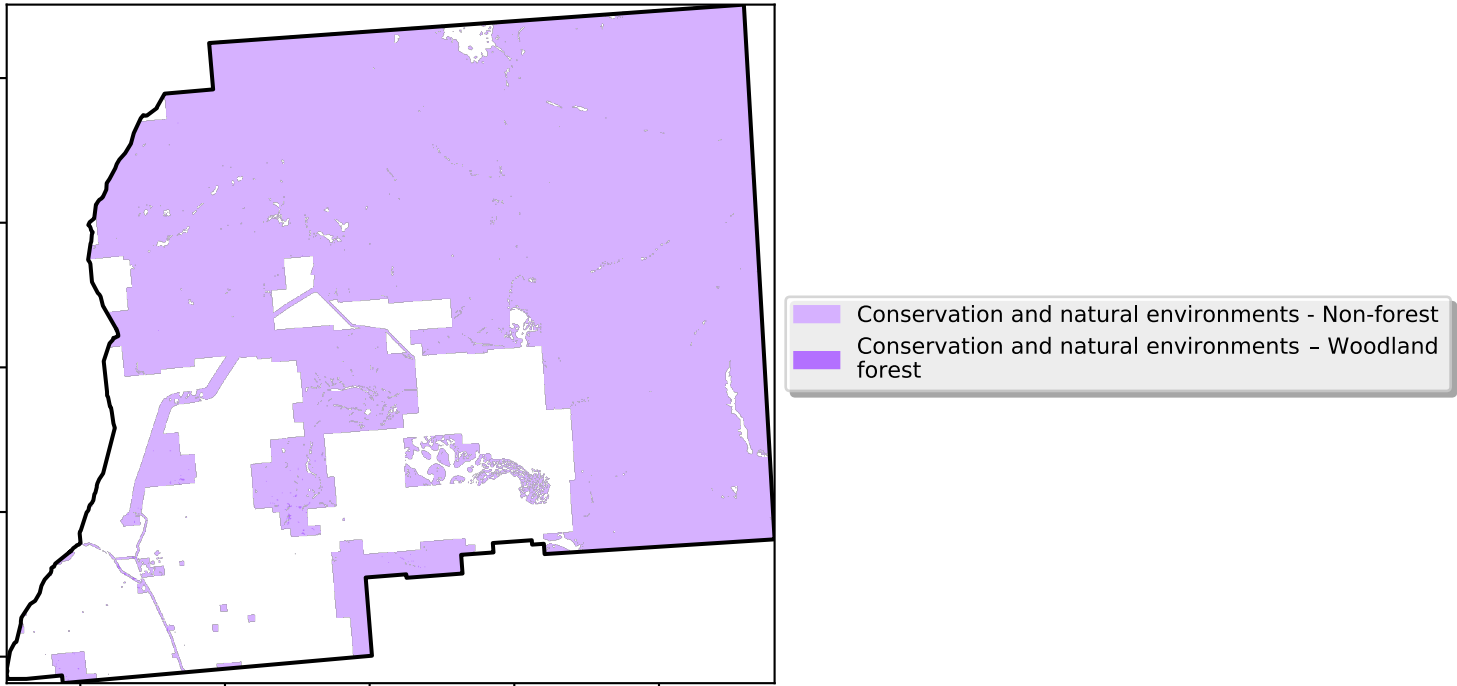 Conservation and natural environments - Non-forest
Conservation and natural environments – Woodland
forest